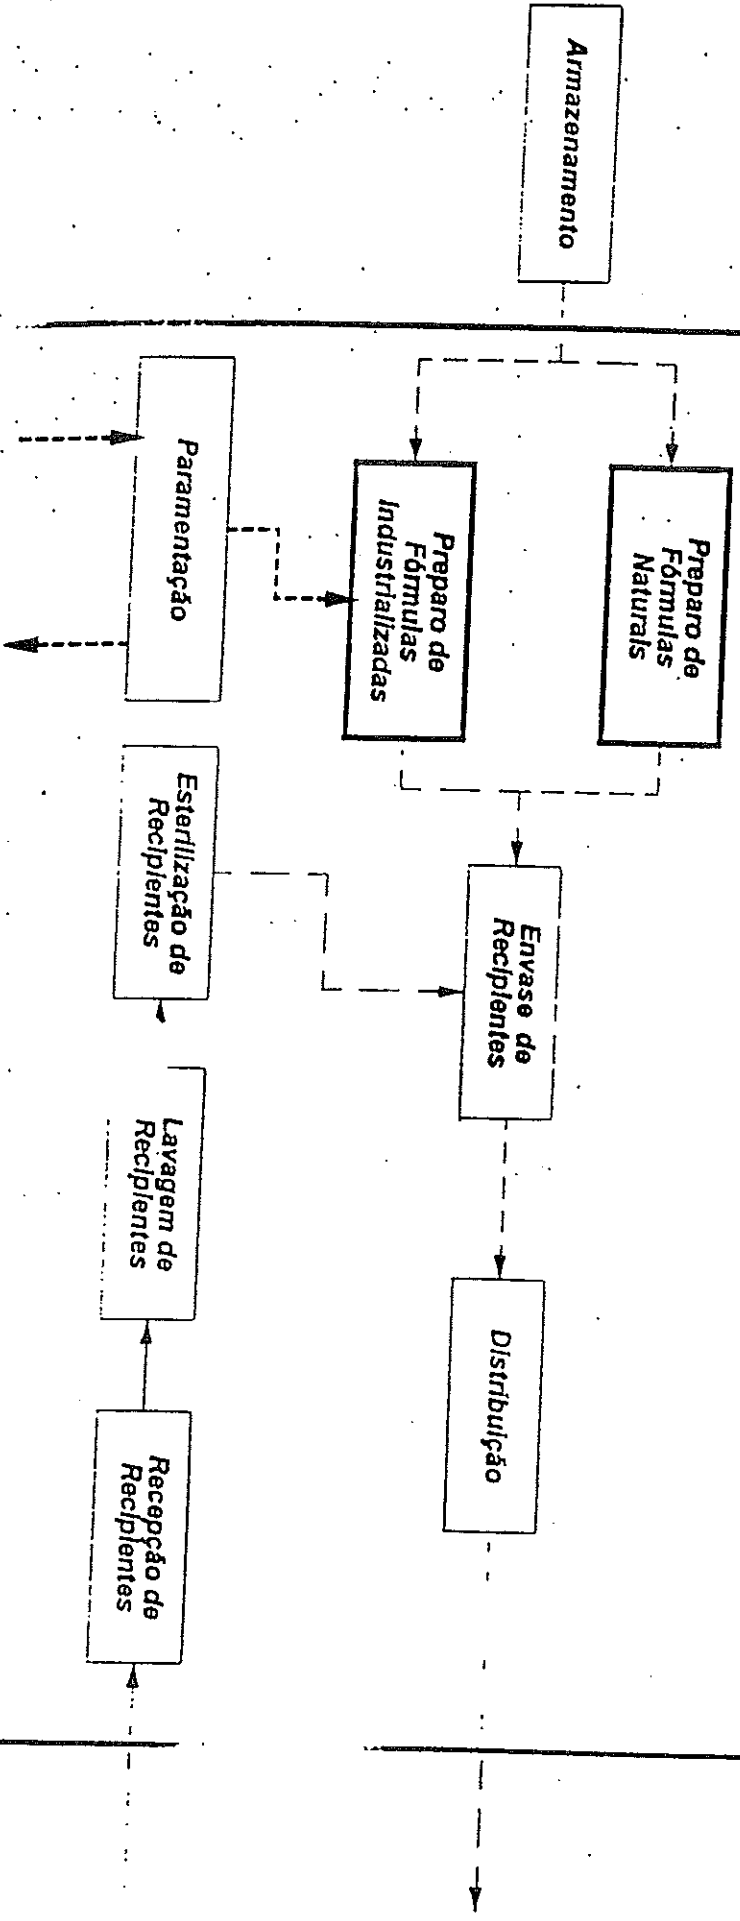 Armazenamento
Preparo de
Fórmulas
Naturais
Preparo de
Fórmulas
Industrializadas
Paramentação
Esterilização de
Recipientes
Envase de
Recipientes
Lavagem de
Recipientes
Distribuição
Recepção de
Recipientes